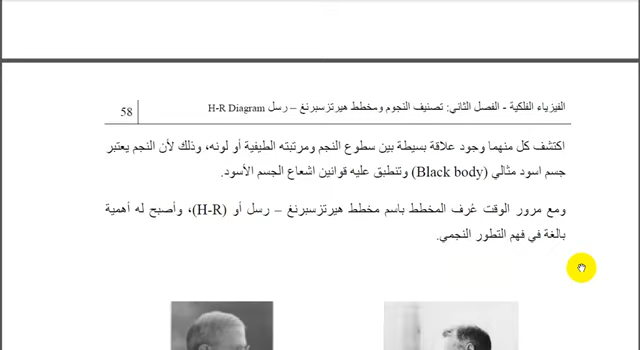 الفيزياء الفلكية - الفصل الثاني: تصنيف النجوم ومخطط هيرتزسبرنغ – رسل H-R Diagram 58
اكتشف كل منهما وجود علاقة بسيطة بين سطوع النجم ومرتبته الطيفية أو لونه، وذلك لأن النجم يعتبر
جسم اسود مثالي (Black body) وتنطبق عليه قوانين اشعاع الجسم الأسود.
ومع مرور الوقت عُرف المخطط باسم مخطط هيرتزسبرنغ – رسل أو (H-R)، وأصبح له أهمية
بالغة في فهم التطور النجمي.